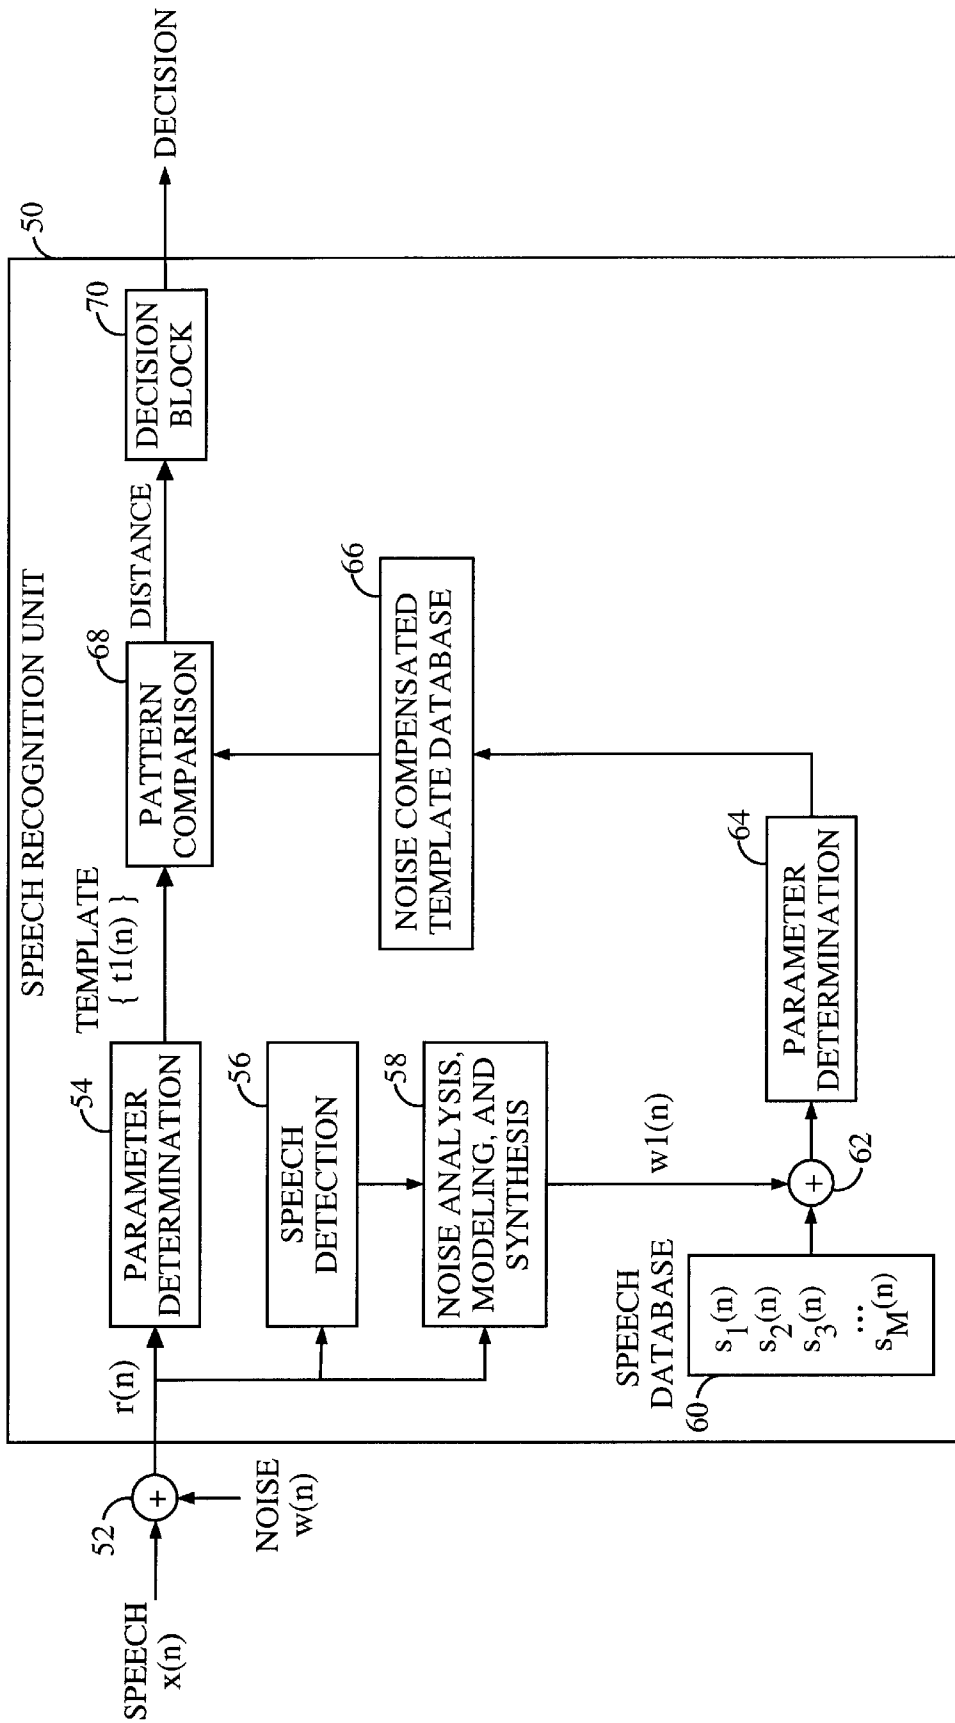 SPEECH RECOGNITION UNIT
50
SPEECH
x(n)
52
+
NOISE
w(n)
r(n)
54
PARAMETER
DETERMINATION
TEMPLATE
{ t1(n) }
68
PATTERN
COMPARISON
DISTANCE
70
DECISION
BLOCK
DECISION
56
SPEECH
DETECTION
58
NOISE ANALYSIS,
MODELING, AND
SYNTHESIS
66
NOISE COMPENSATED
TEMPLATE DATABASE
w1(n)
SPEECH
DATABASE
60
s1(n)
s2(n)
s3(n)
...
sM(n)
+
62
64
PARAMETER
DETERMINATION